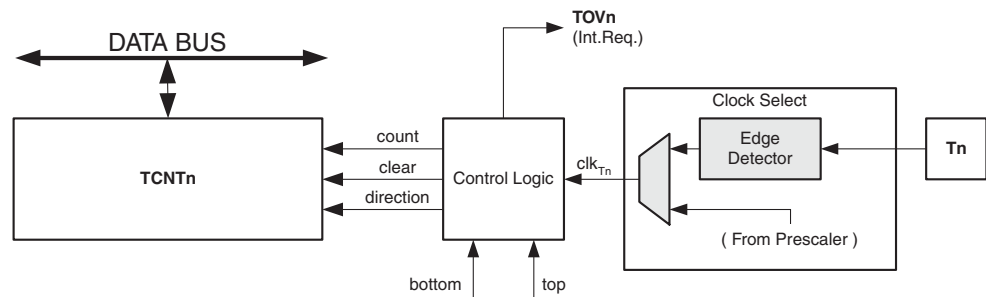 TOVn
(Int.Req.)
DATA BUS
Clock Select
count
Edge
Detector
Tn
TCNTn
clear
Control Logic
clkTn
direction
( From Prescaler )
bottom
top